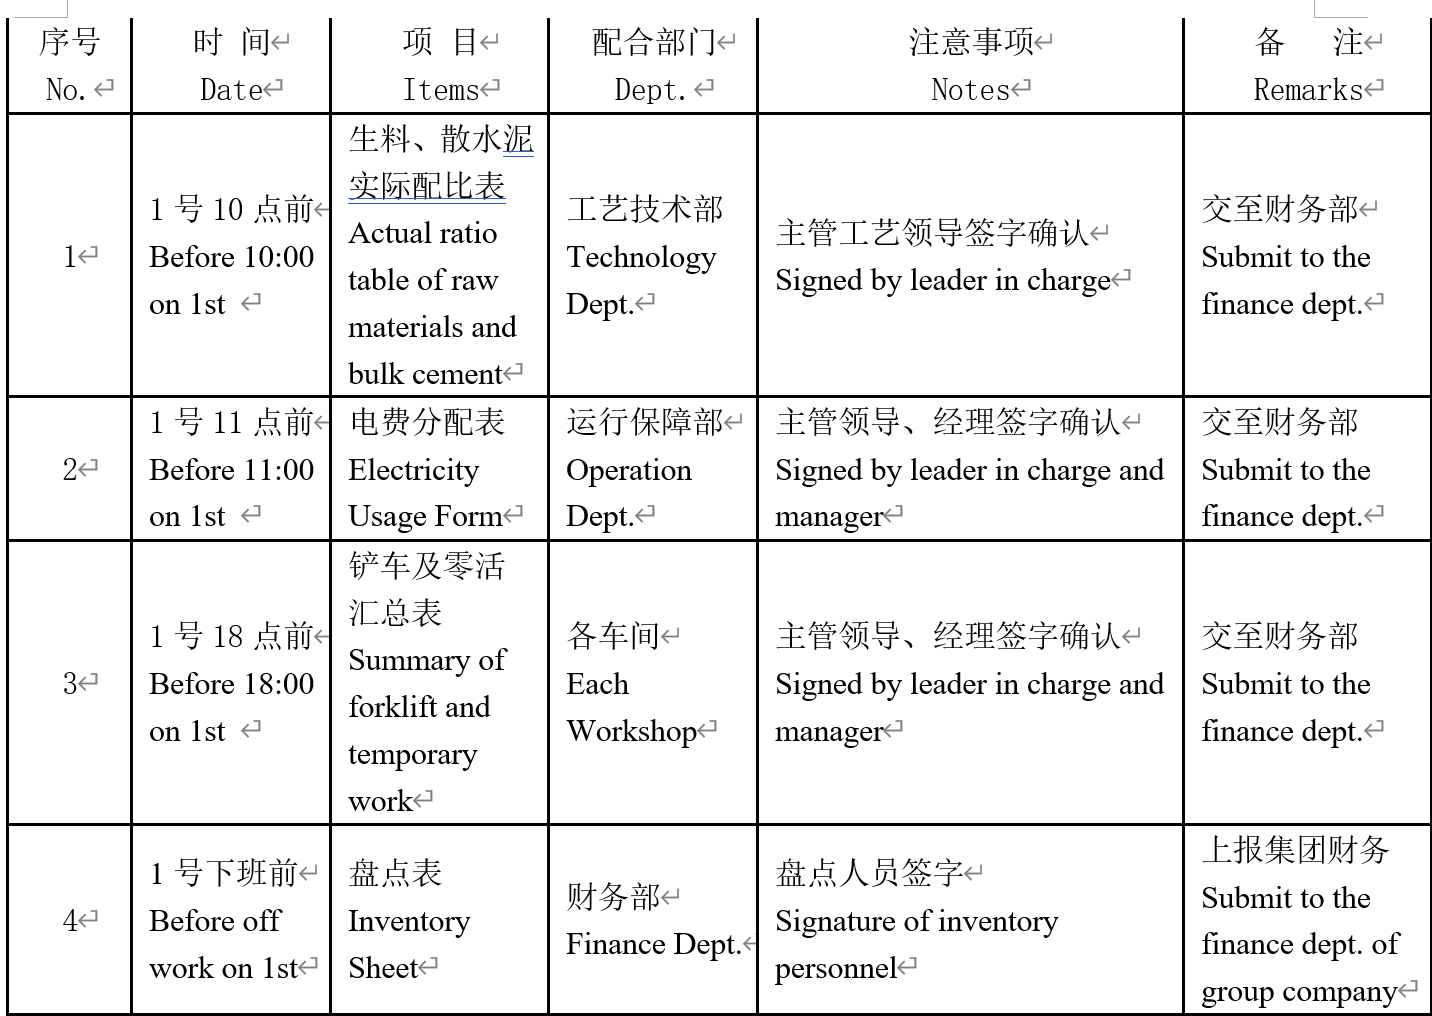 序号
No.
时 间
Date
项 目
Items
配合部门
Dept.
注意事项
Notes
备 注
Remarks
1
1 号 10 点前
Before 10:00
on 1st
生料、散水泥
实际配比表
Actual ratio
table of raw
materials and
bulk cement
工艺技术部
Technology
Dept.
主管工艺领导签字确认
Signed by leader in charge
交至财务部
Submit to the
finance dept.
2
1 号 11 点前
Before 11:00
on 1st
电费分配表
Electricity
Usage Form
运行保障部
Operation
Dept.
主管领导、经理签字确认
Signed by leader in charge and
manager
交至财务部
Submit to the
finance dept.
3
1 号 18 点前
Before 18:00
on 1st
铲车及零活
汇总表
Summary of
forklift and
temporary
work
各车间
Each
Workshop
主管领导、经理签字确认
Signed by leader in charge and
manager
交至财务部
Submit to the
finance dept.
4
1 号下班前
Before off
work on 1st
盘点表
Inventory
Sheet
财务部
Finance Dept.
盘点人员签字
Signature of inventory
personnel
上报集团财务
Submit to the
finance dept. of
group company